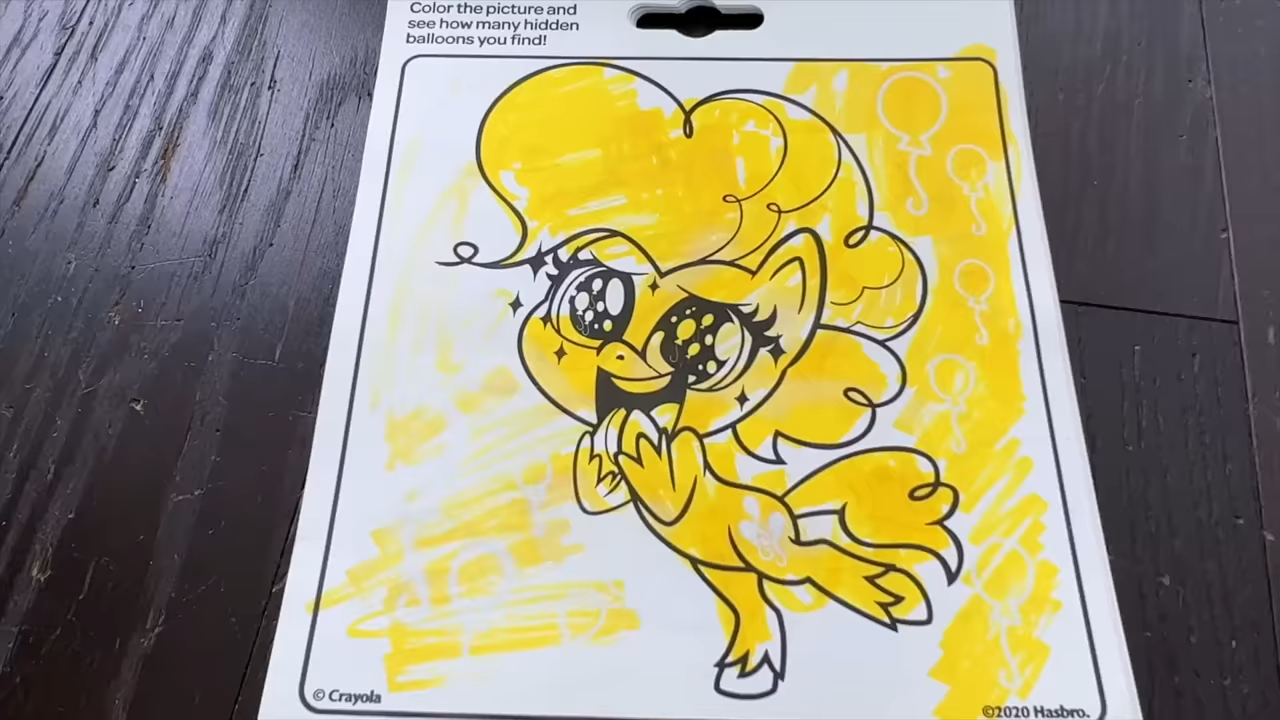 Color the picture and
see how many hidden
balloons you find!
© Crayola
©2020 Hasbro.